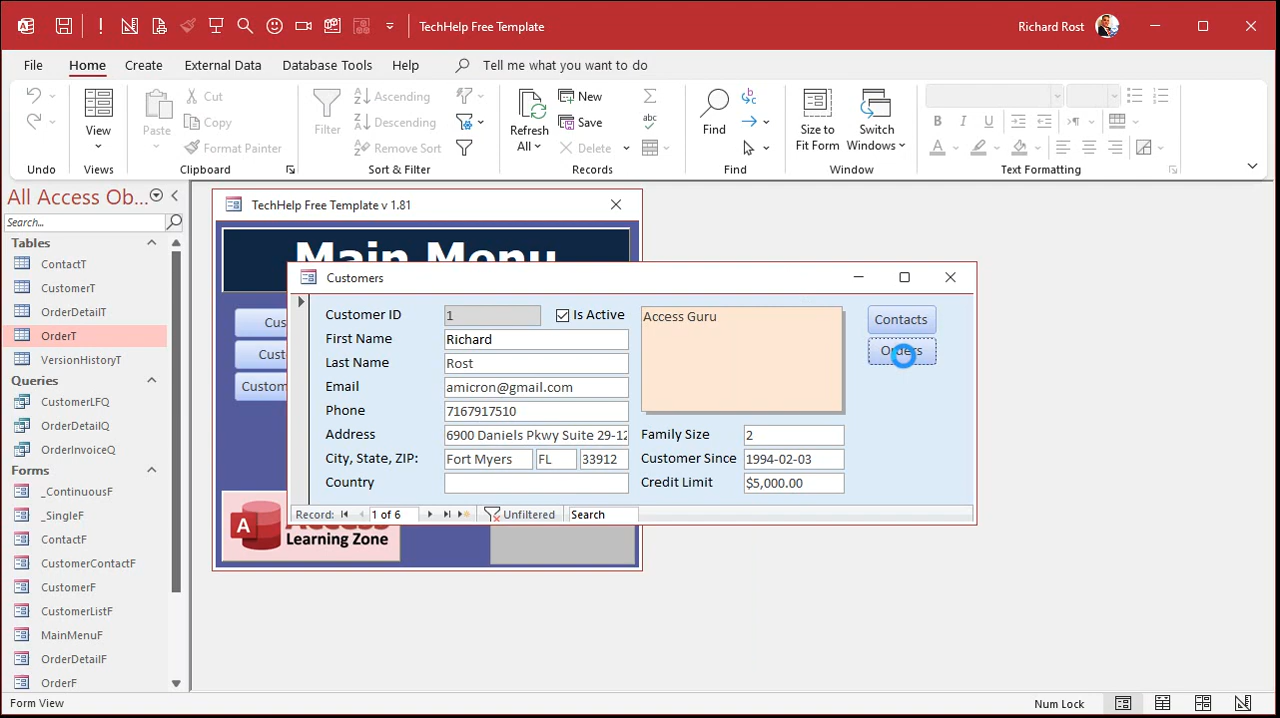 TechHelp Free Template
Richard Rost
File
Home
Create
External Data
Database Tools
Help
Tell me what you want to do
Undo
View
Views
Paste
Cut
Copy
Format Painter
Clipboard
Filter
Ascending
Descending
Remove Sort
Sort & Filter
Refresh
All
New
Save
Delete
Records
Find
Find
Size to
Fit Form
Switch
Windows
Window
B I U
Text Formatting
All Access Ob...
Search...
Tables
ContactT
CustomerT
OrderDetailT
OrderT
VersionHistoryT
Queries
CustomerLFQ
OrderDetailQ
OrderInvoiceQ
Forms
_ContinuousF
_SingleF
ContactF
CustomerContactF
CustomerF
CustomerListF
MainMenuF
OrderDetailF
OrderF
TechHelp Free Template v 1.81
Main Menu
Cus
Custo
Custom
Access
Learning Zone
Customers
Customer ID 1 Is Active
First Name Richard
Last Name Rost
Email amicron@gmail.com
Phone 7167917510
Address 6900 Daniels Pkwy Suite 29-12
City, State, ZIP: Fort Myers FL 33912
Country
Access Guru
Family Size 2
Customer Since 1994-02-03
Credit Limit $5,000.00
Contacts
Orders
Record: 1 of 6 Unfiltered Search
Form View
Num Lock